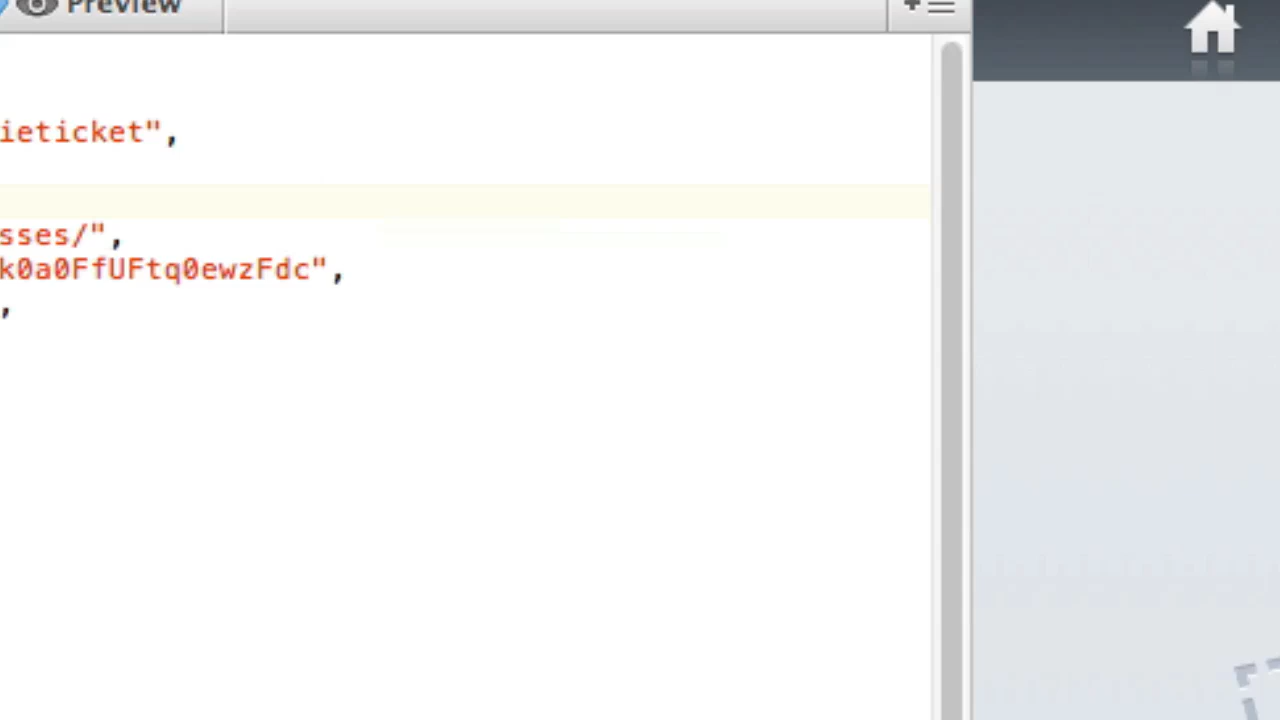 Preview
ieticket",
sses/",
k0a0FfUFtq0ewzFdc",
,